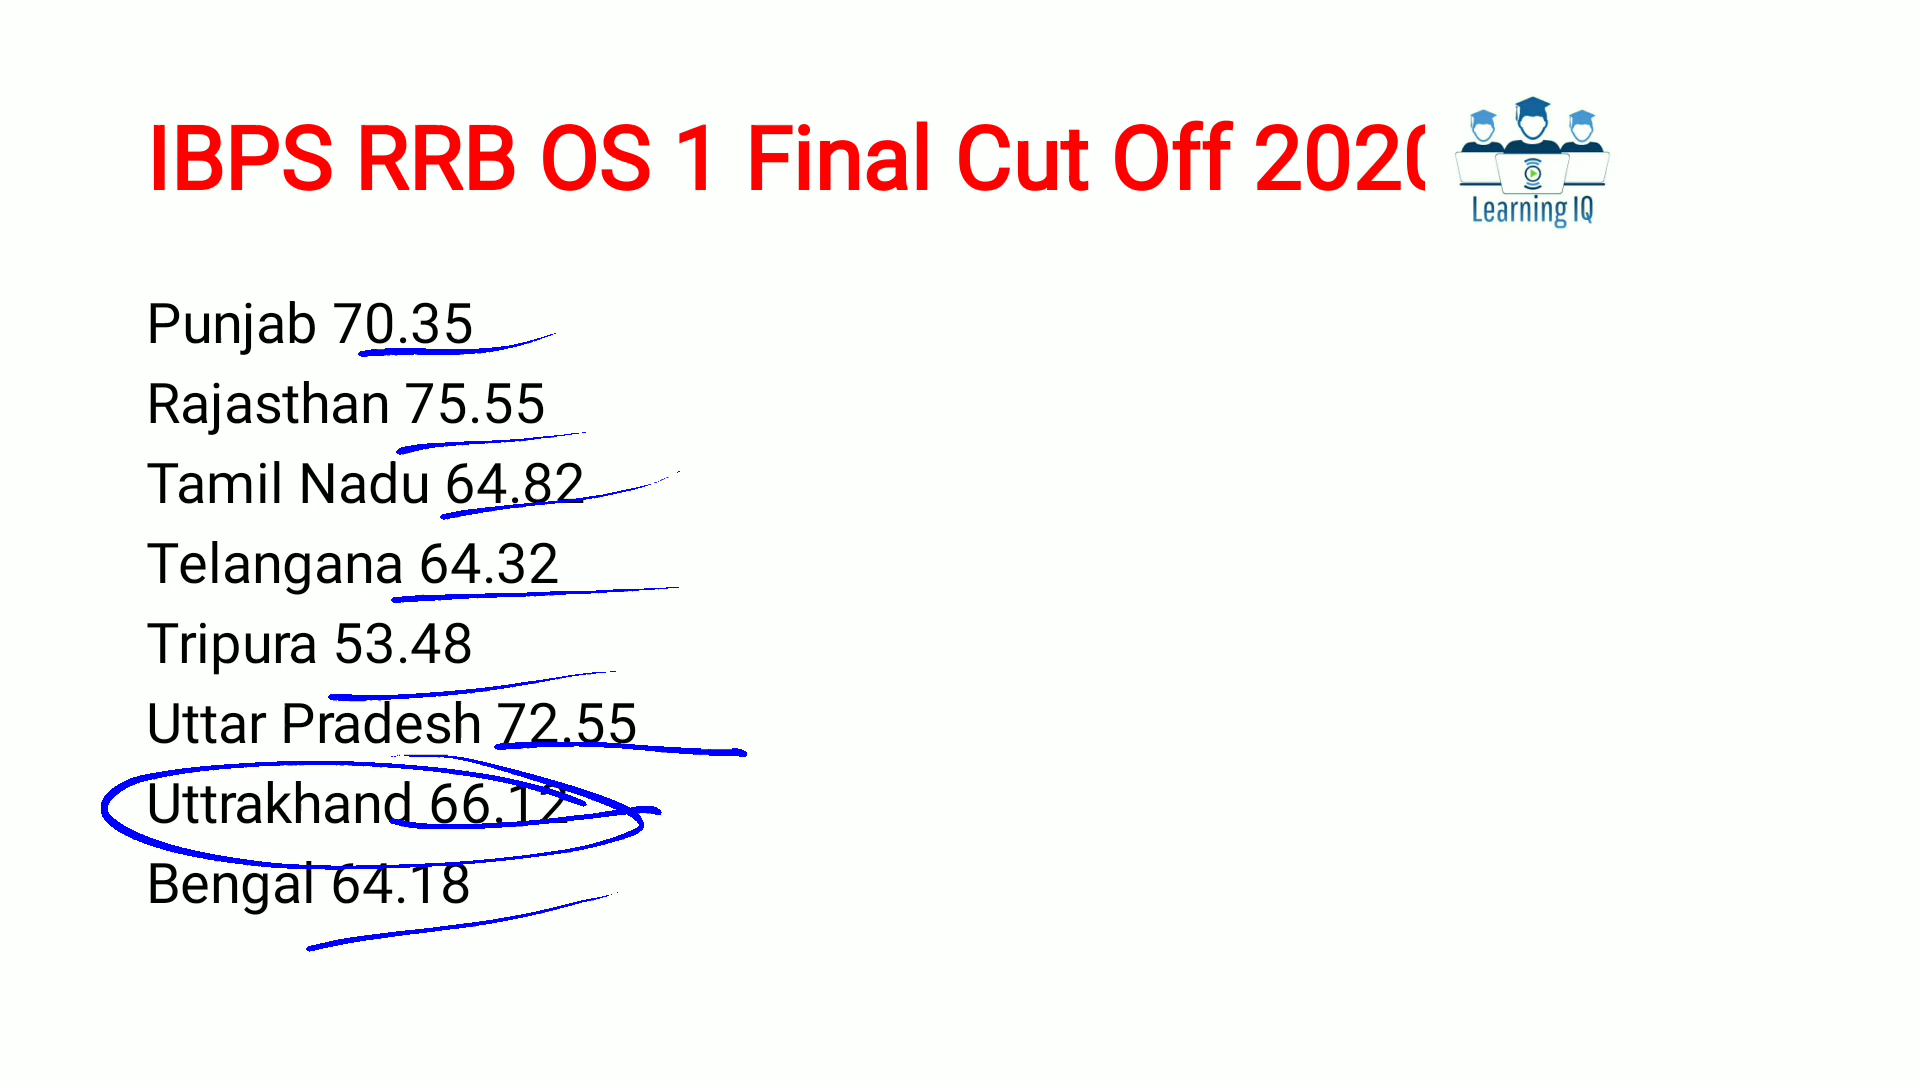 IBPS RRB OS 1 Final Cut Off 2020
Learning IQ
Punjab 70.35
Rajasthan 75.55
Tamil Nadu 64.82
Telangana 64.32
Tripura 53.48
Uttar Pradesh 72.55
Uttrakhand 66.12
Bengal 64.18